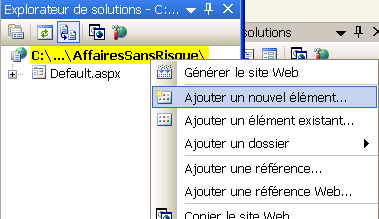 Explorateur de solutions - C:...
C:\...\AffairesSansRisque\
Default.aspx
Générer le site Web
Ajouter un nouvel élément...
Ajouter un élément existant...
Ajouter un dossier
Ajouter une référence...
Ajouter une référence Web...
Copier le site Web